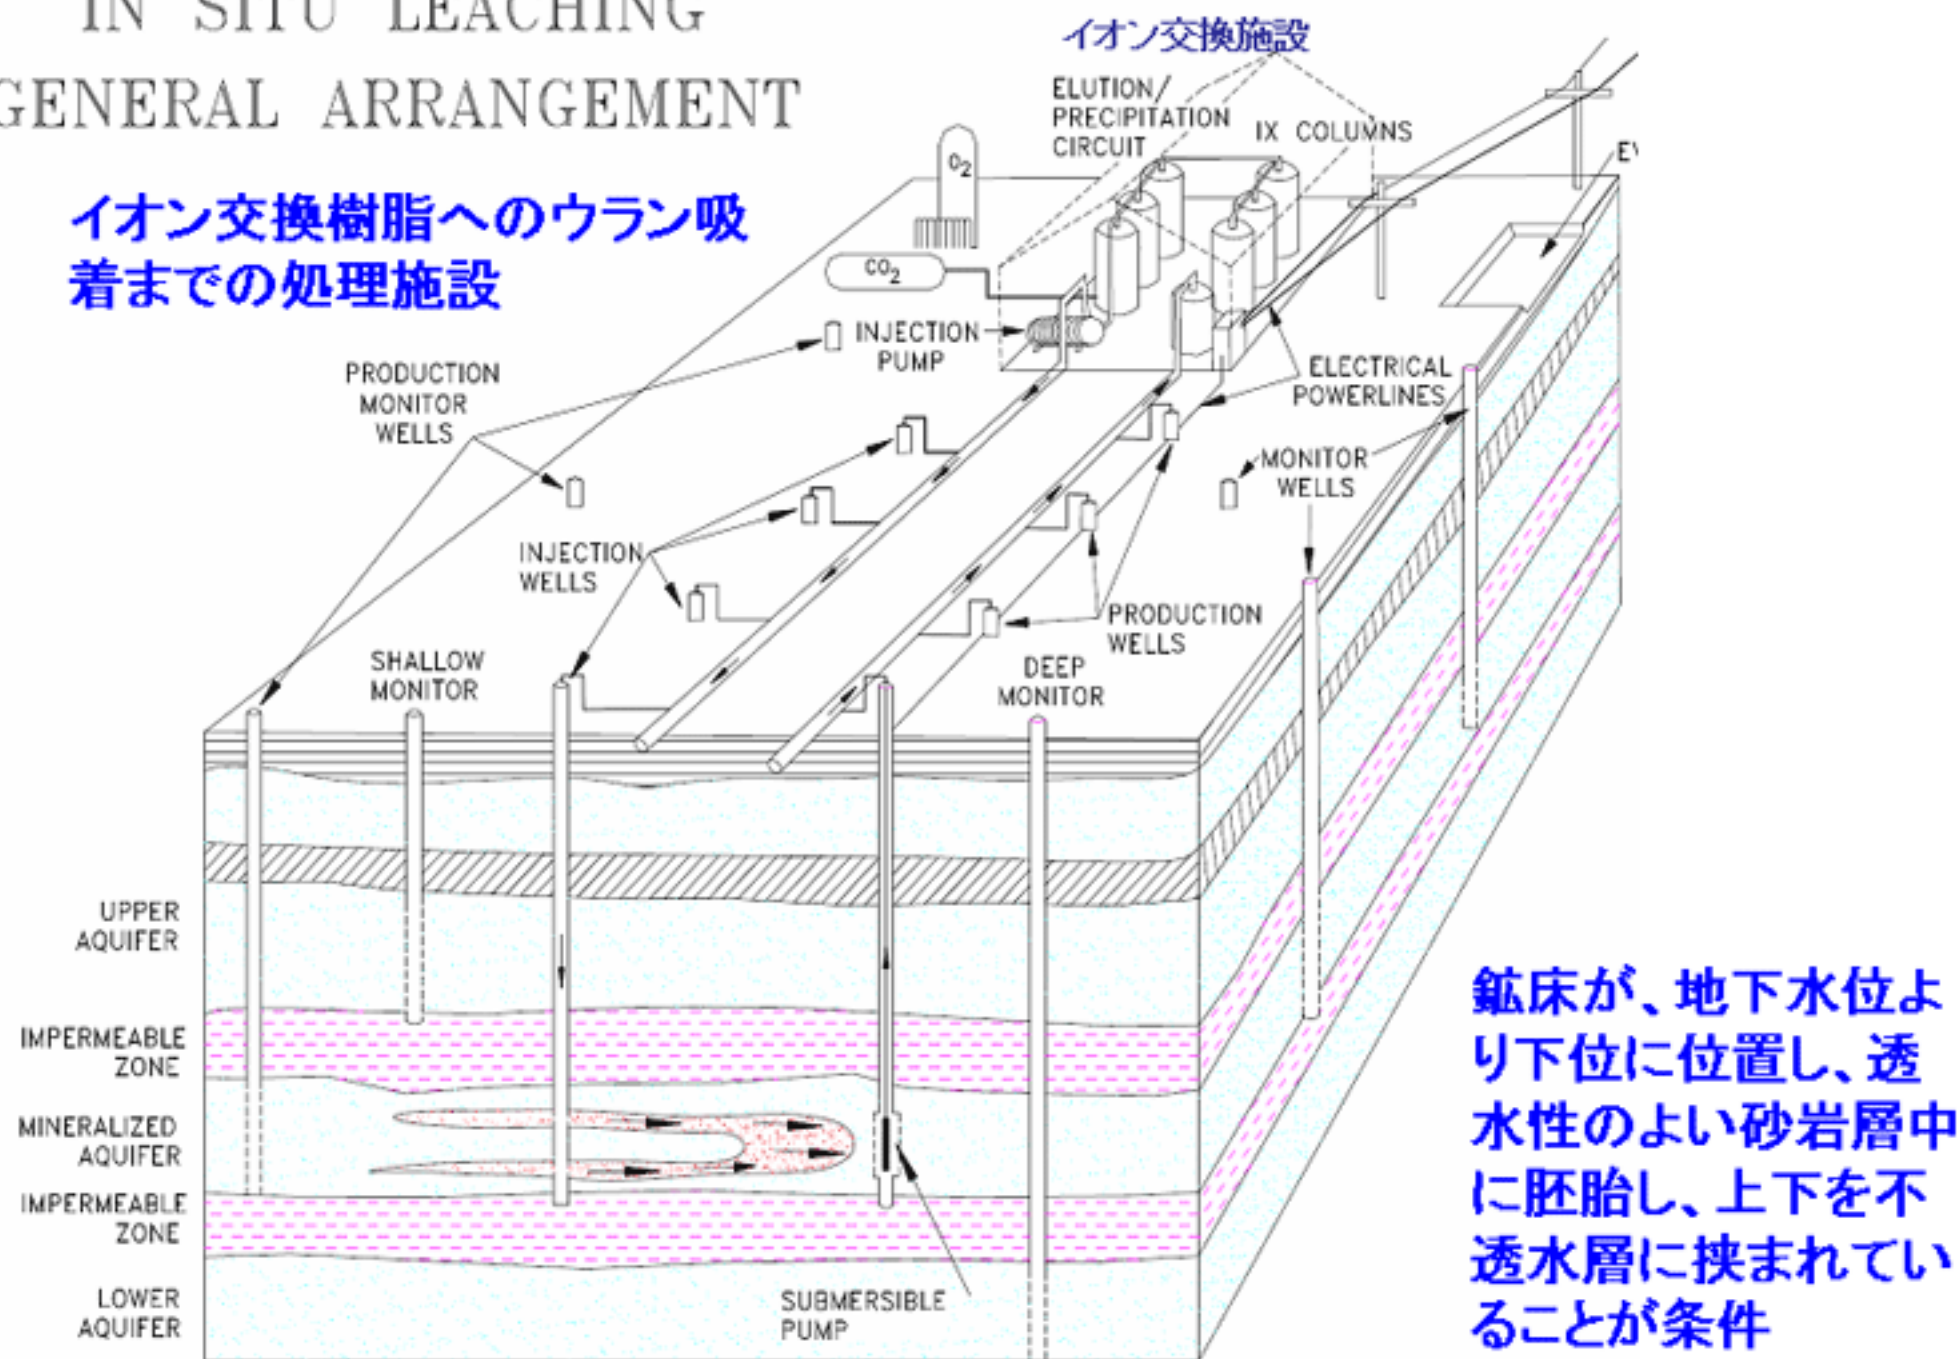 IN SITU LEACHING
GENERAL ARRANGEMENT
イオン交換施設
ELUTION/
PRECIPITATION
CIRCUIT
IX COLUMNS
O2
イオン交換樹脂へのウラン吸
着までの処理施設
CO2
INJECTION
PUMP
PRODUCTION
MONITOR
WELLS
ELECTRICAL
POWERLINES
MONITOR
WELLS
INJECTION
WELLS
PRODUCTION
WELLS
SHALLOW
MONITOR
DEEP
MONITOR
UPPER
AQUIFER
IMPERMEABLE
ZONE
MINERALIZED
AQUIFER
IMPERMEABLE
ZONE
LOWER
AQUIFER
SUBMERSIBLE
PUMP
鉱床が、地下水位よ
り下位に位置し、透
水性のよい砂岩層中
に胚胎し、上下を不
透水層に挟まれてい
ることが条件